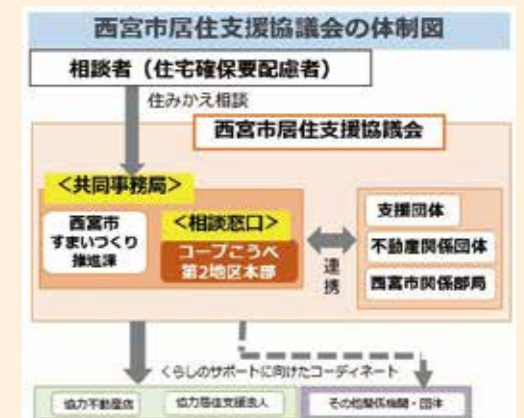 西宮市居住支援協議会の体制図
相談者（住宅確保要配慮者）
住みかえ相談
西宮市居住支援協議会
＜共同事務局＞
西宮市
すまいづくり
推進課
＜相談窓口＞
コープこうべ
第2地区本部
連
携
支援団体
不動産関係団体
西宮市関係部局
くらしのサポートに向けたコーディネート
協力不動産店
協力居住支援法人
その他関係機関・団体